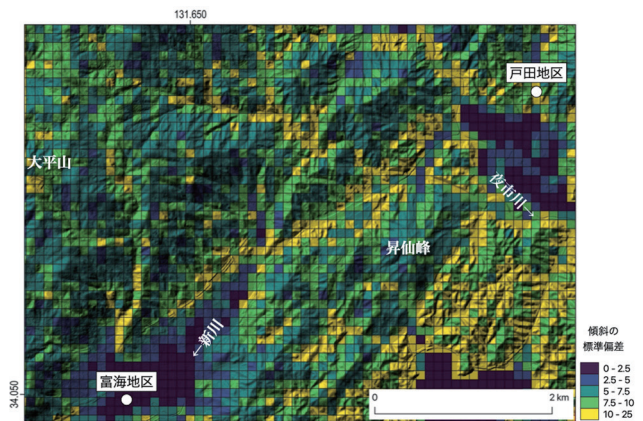 131.650
戸田地区
大平山
夜市川→
昇仙峰
←新川
傾斜の
標準偏差
0 - 2.5
2.5 - 5
5 - 7.5
7.5 - 10
10 - 25
富海地区
34.050
0 2 km